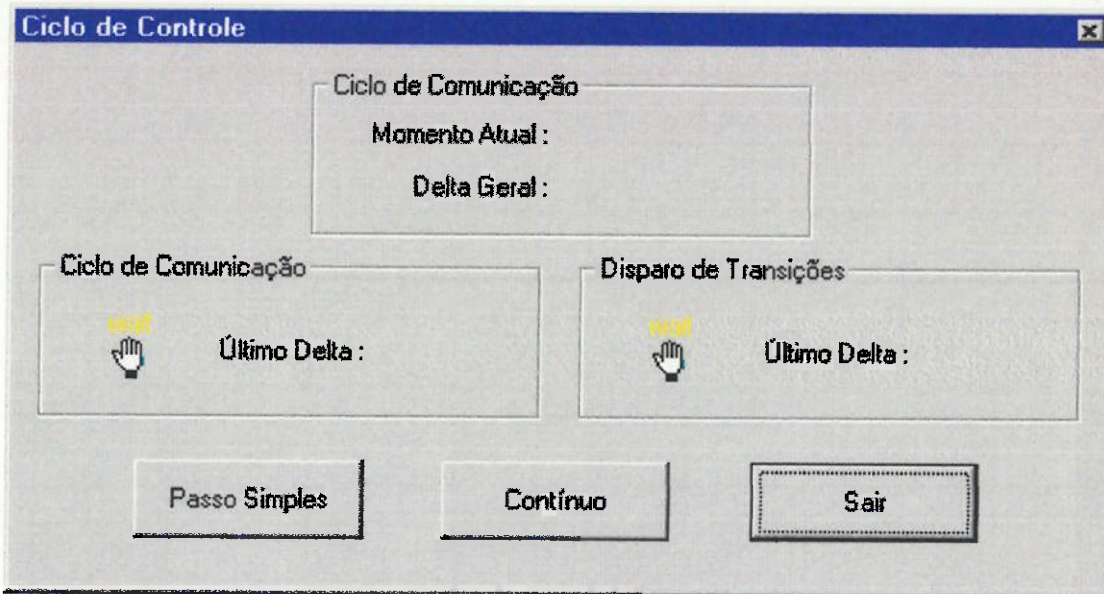 Ciclo de Controle
Ciclo de Comunicação
Momento Atual :
Delta Geral :
Ciclo de Comunicação
wait
Último Delta :
Disparo de Transições
wait
Último Delta :
Passo Simples
Contínuo
Sair